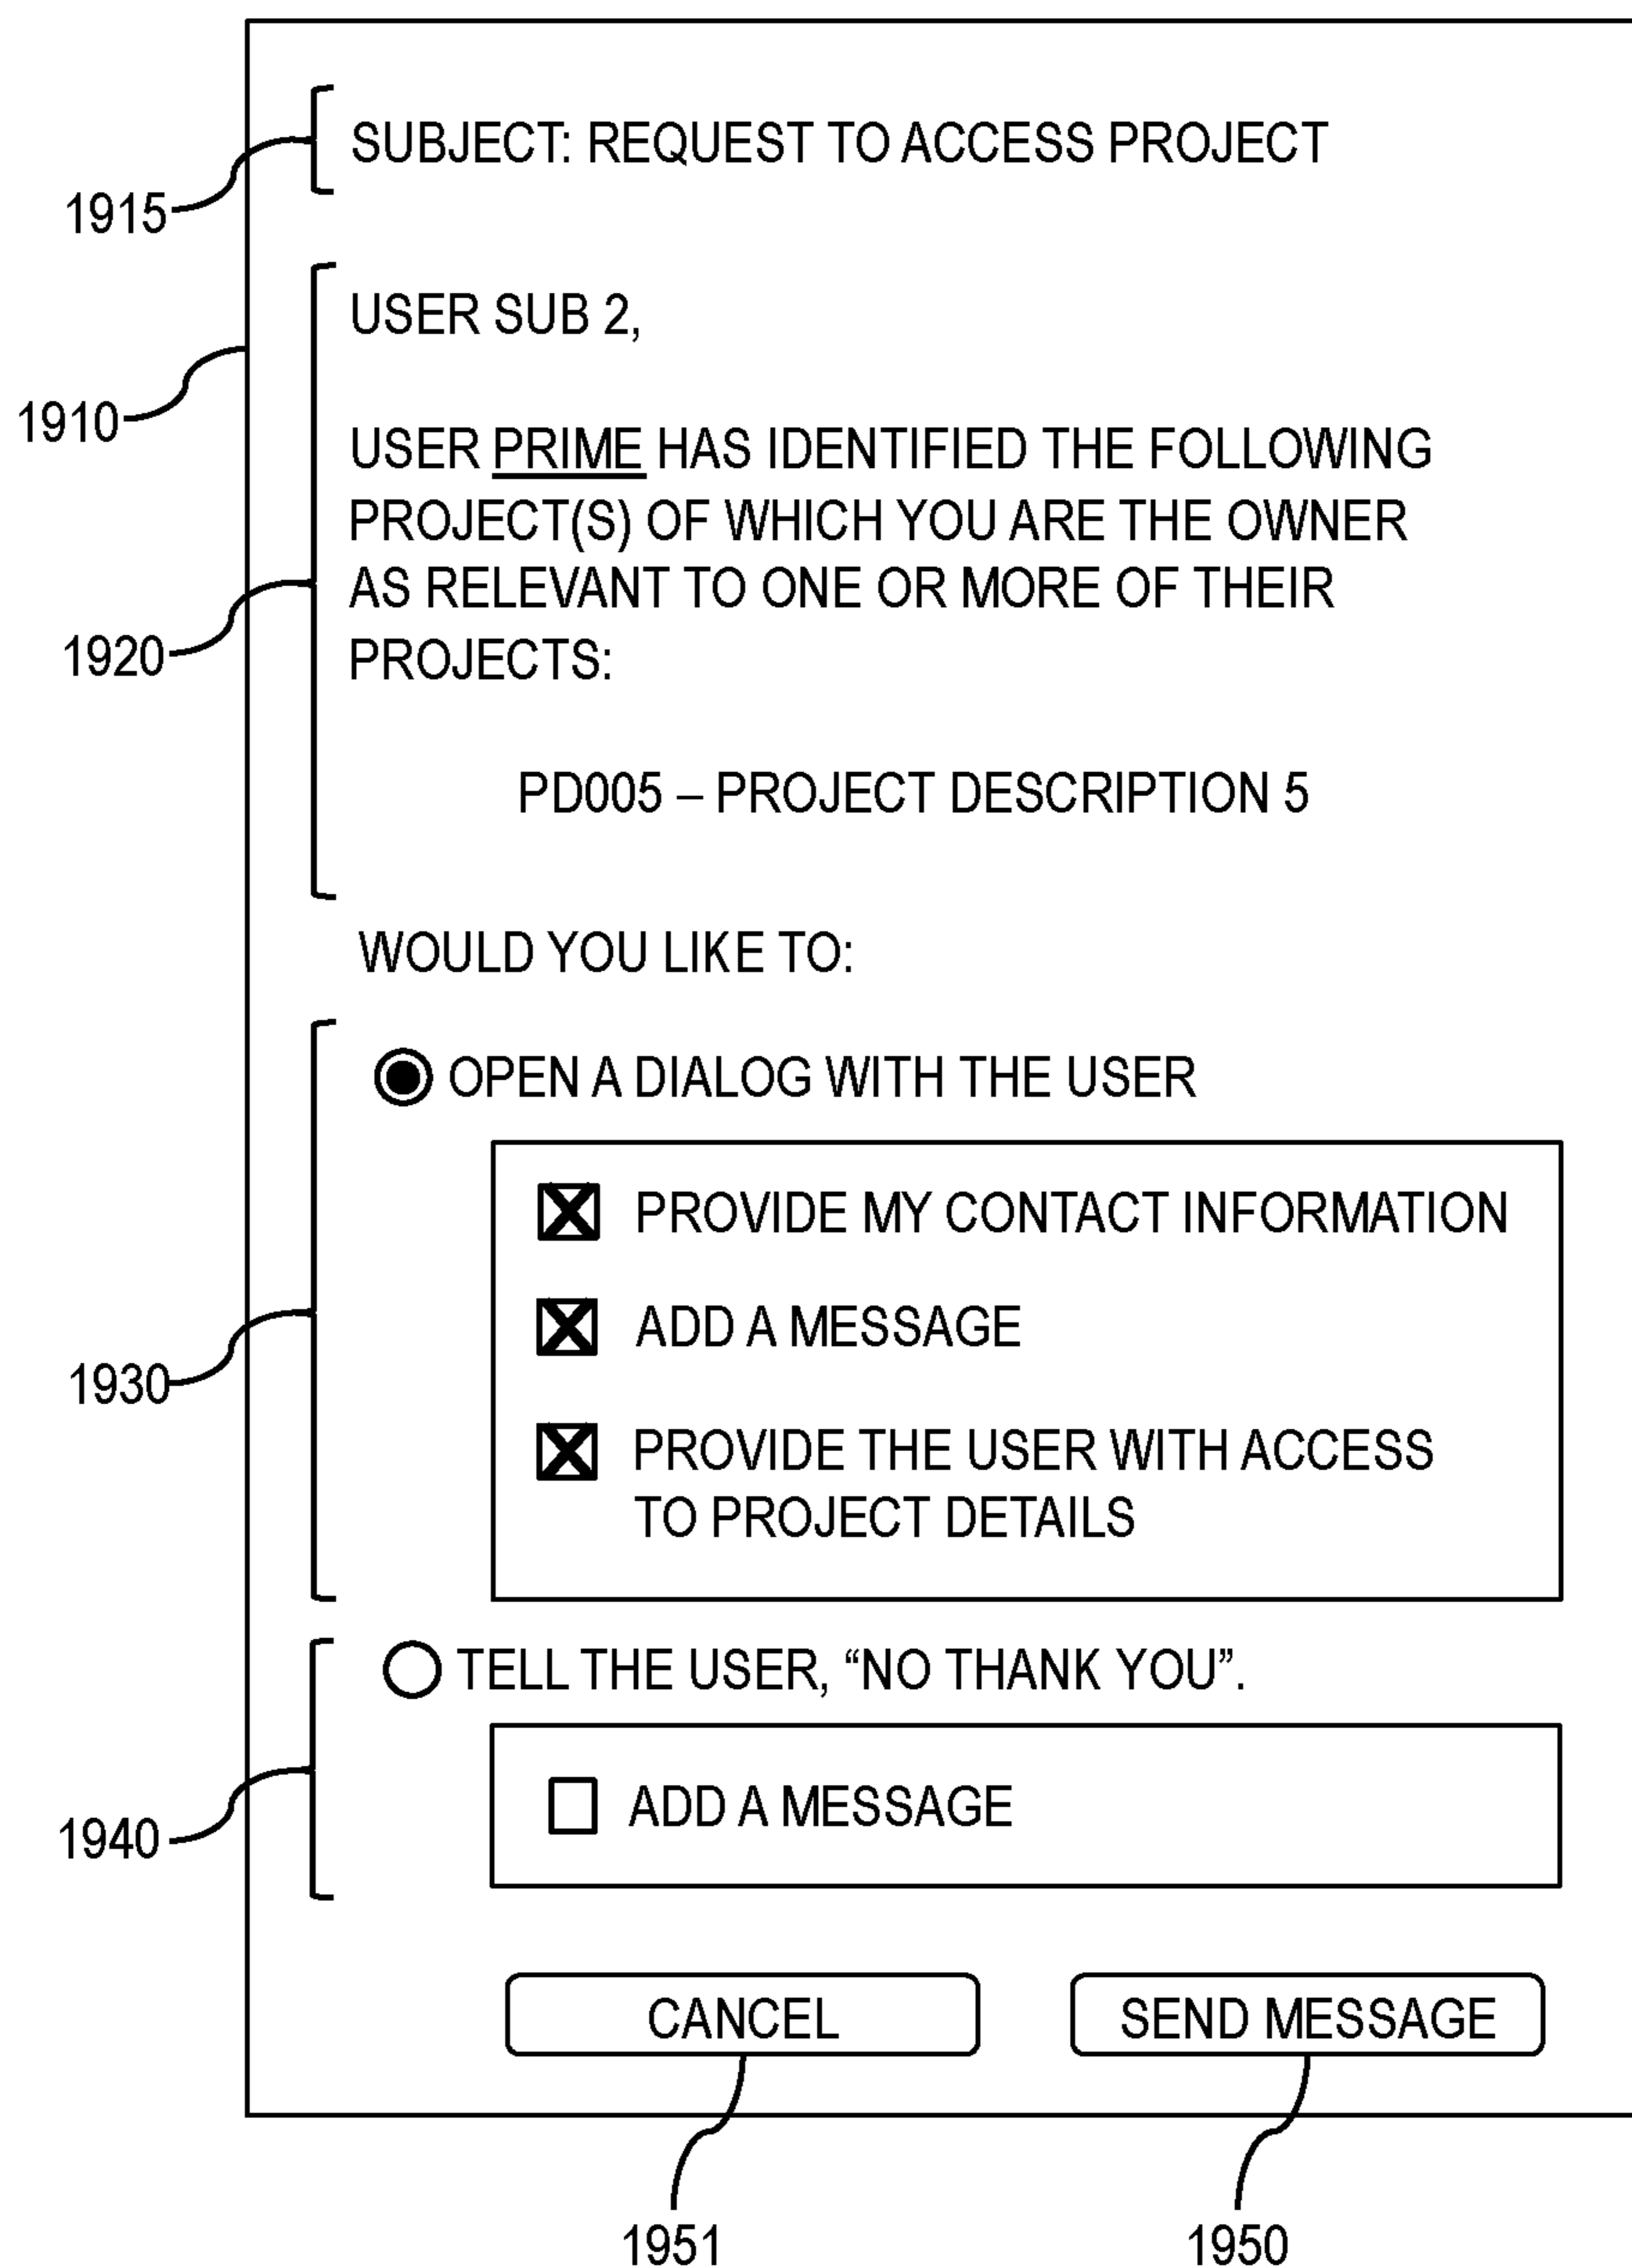 SUBJECT: REQUEST TO ACCESS PROJECT
1915
USER SUB 2,
1910
USER PRIME HAS IDENTIFIED THE FOLLOWING
PROJECT(S) OF WHICH YOU ARE THE OWNER
AS RELEVANT TO ONE OR MORE OF THEIR
1920
PROJECTS:
PD005 – PROJECT DESCRIPTION 5
WOULD YOU LIKE TO:
OPEN A DIALOG WITH THE USER
PROVIDE MY CONTACT INFORMATION
ADD A MESSAGE
1930
PROVIDE THE USER WITH ACCESS
TO PROJECT DETAILS
TELL THE USER, “NO THANK YOU”.
ADD A MESSAGE
1940
CANCEL
SEND MESSAGE
1951
1950